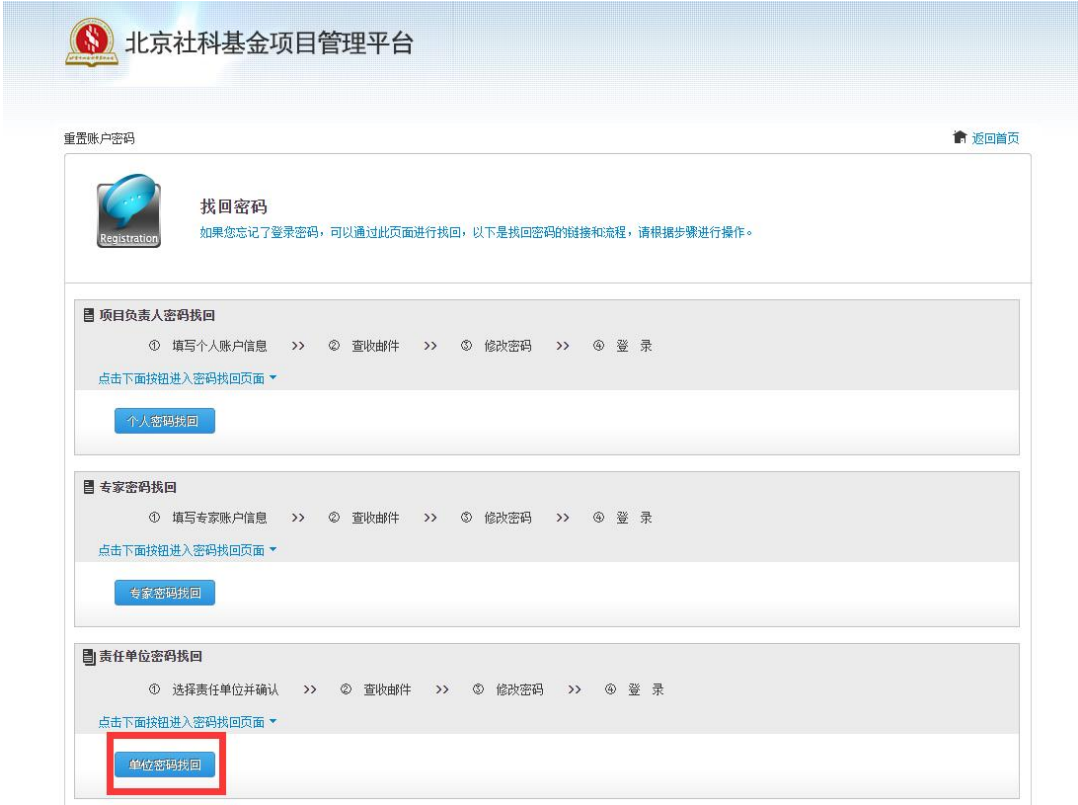 北京社科基金项目管理平台
重置账户密码
返回首页
Registration
找回密码
如果您忘记了登录密码，可以通过此页面进行找回，以下是找回密码的链接和流程，请根据步骤进行操作。
项目负责人密码找回
① 填写个人账户信息 >> ② 查收邮件 >> ③ 修改密码 >> ④ 登 录
点击下面按钮进入密码找回页面
个人密码找回
专家密码找回
① 填写专家账户信息 >> ② 查收邮件 >> ③ 修改密码 >> ④ 登 录
点击下面按钮进入密码找回页面
专家密码找回
责任单位密码找回
① 选择责任单位并确认 >> ② 查收邮件 >> ③ 修改密码 >> ④ 登 录
点击下面按钮进入密码找回页面
单位密码找回